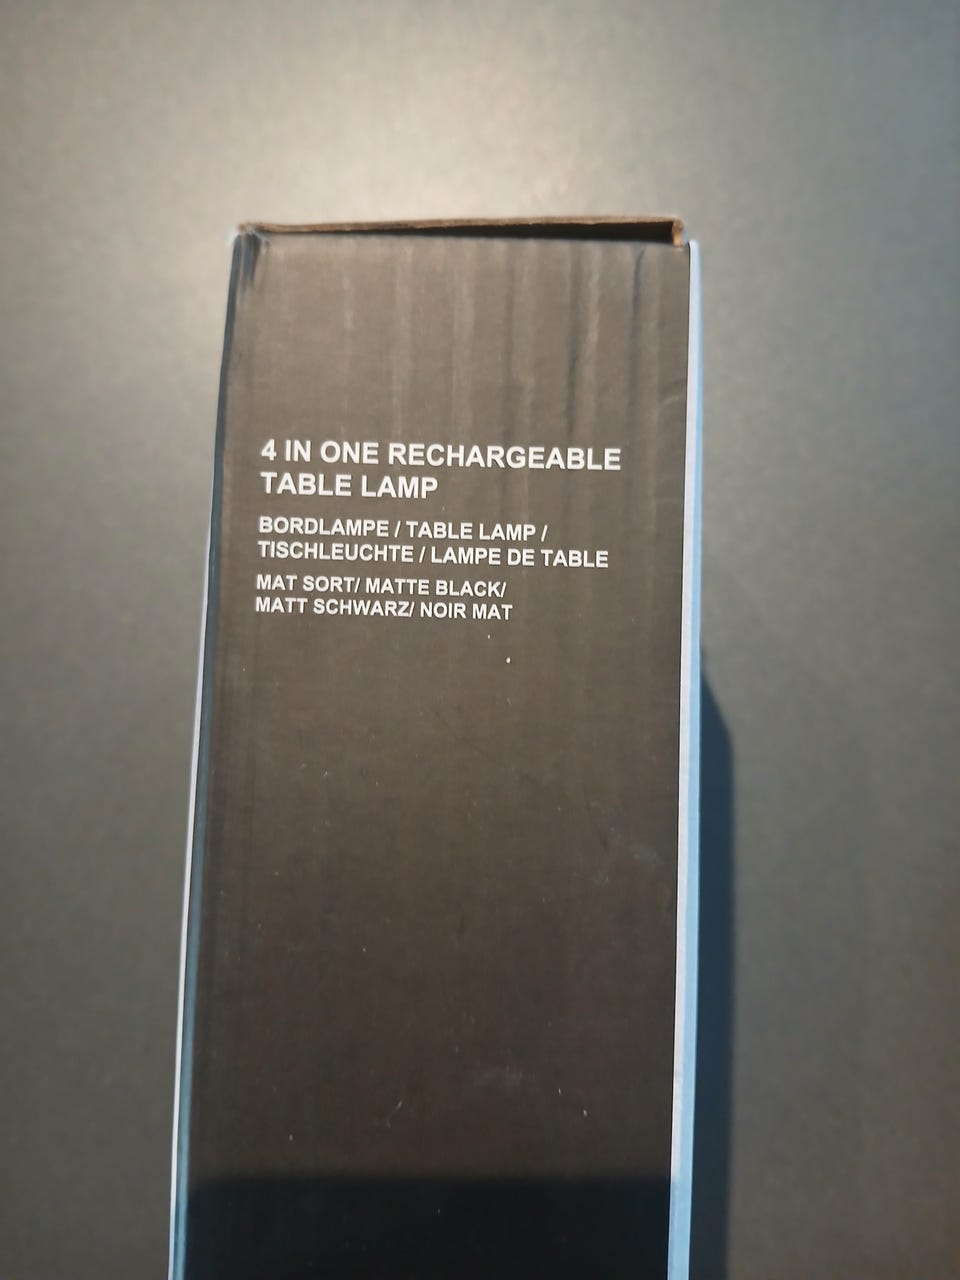 4 IN ONE RECHARGEABLE
TABLE LAMP
BORDLAMPE / TABLE LAMP /
TISCHLEUCHTE / LAMPE DE TABLE
MAT SORT/ MATTE BLACK/
MATT SCHWARZ/ NOIR MAT